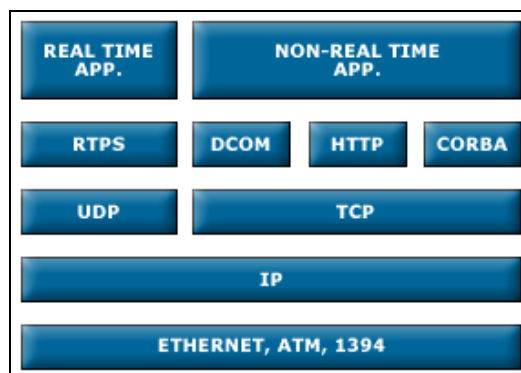 REAL TIME
APP.
NON-REAL TIME
APP.
RTPS
DCOM
HTTP
CORBA
UDP
TCP
IP
ETHERNET, ATM, 1394